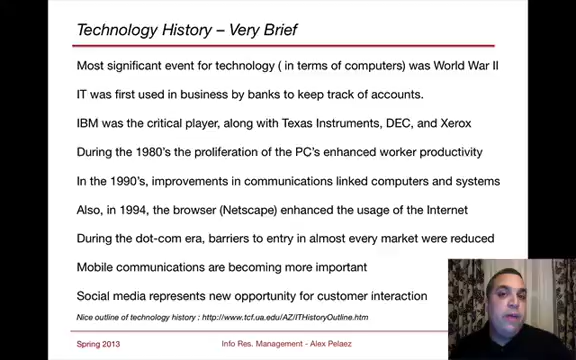 Technology History – Very Brief
Most significant event for technology ( in terms of computers) was World War II
IT was first used in business by banks to keep track of accounts.
IBM was the critical player, along with Texas Instruments, DEC, and Xerox
During the 1980's the proliferation of the PC's enhanced worker productivity
In the 1990's, improvements in communications linked computers and systems
Also, in 1994, the browser (Netscape) enhanced the usage of the Internet
During the dot-com era, barriers to entry in almost every market were reduced
Mobile communications are becoming more important
Social media represents new opportunity for customer interaction
Nice outline of technology history : http://www.tcf.ua.edu/AZ/ITHistoryOutline.htm
Spring 2013
Info Res. Management - Alex Pelaez